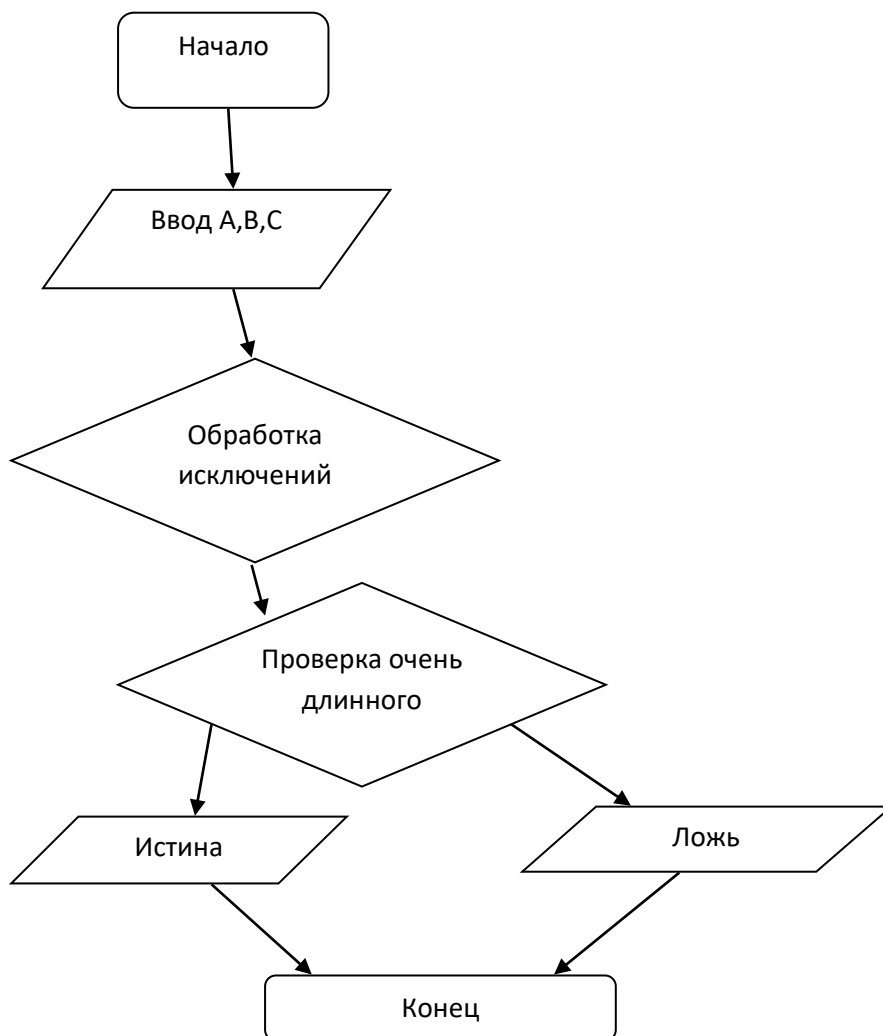 Начало
Ввод A,B,C
Обработка
исключений
Проверка очень
длинного
Истина
Ложь
Конец